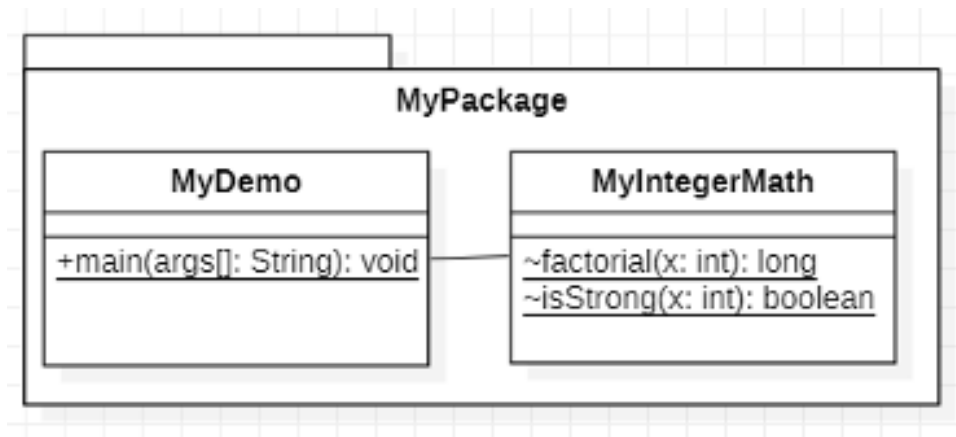 MyPackage
MyDemo
+main(args[]: String): void
MyIntegerMath
~factorial(x: int): long
~isStrong(x: int): boolean